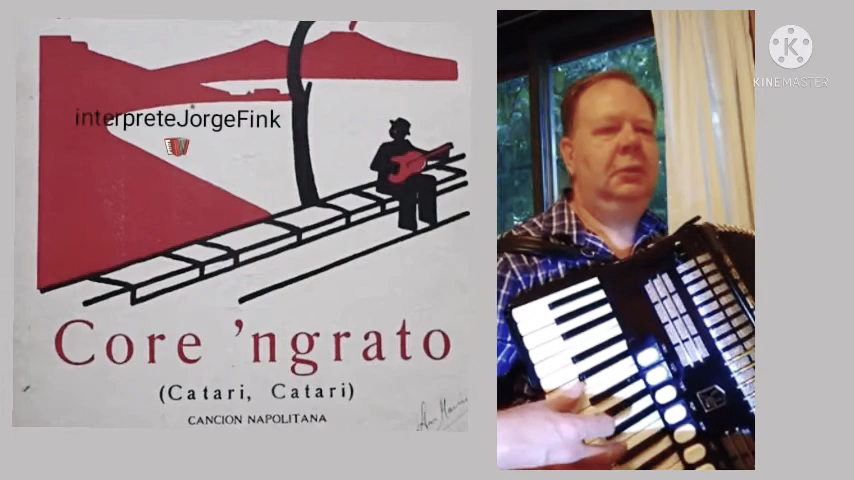 interpreteJorgeFink
Core 'ngrato
(Catari, Catari)
CANCION NAPOLITANA
KINEMASTER